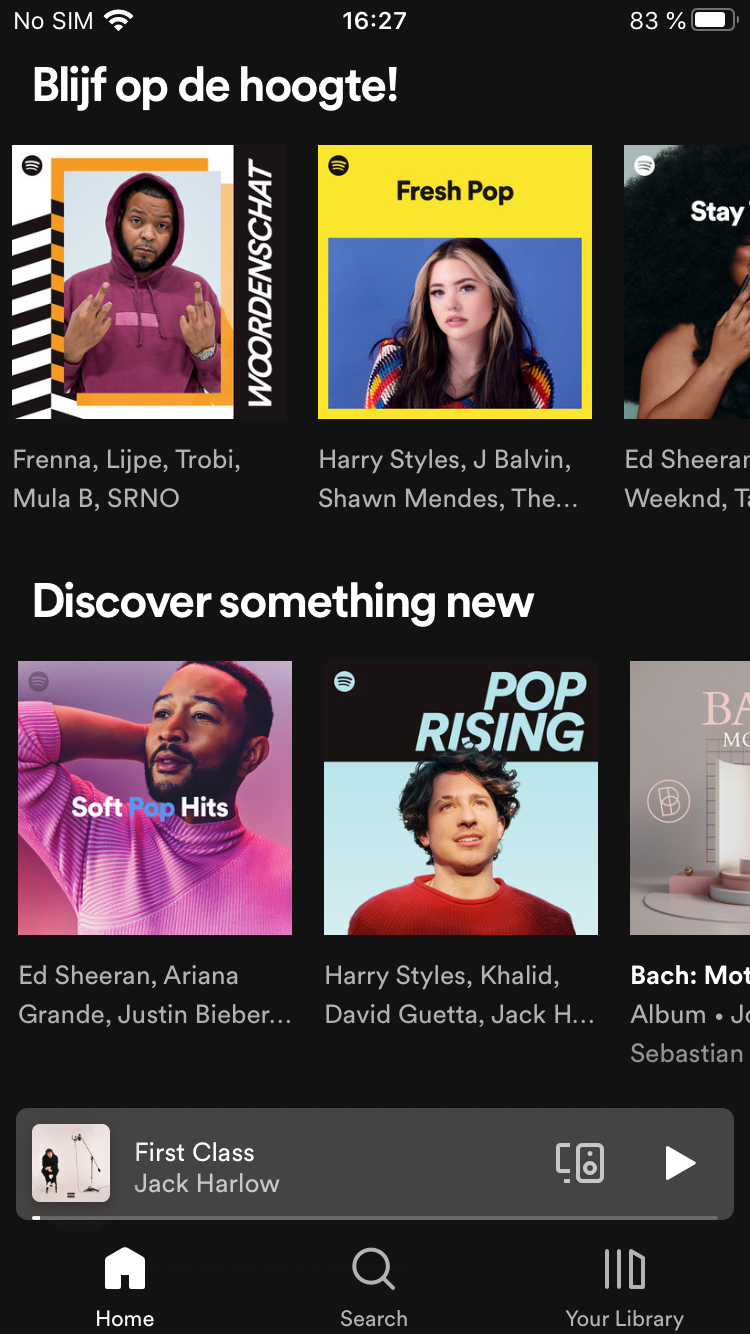 No SIM 16:27 83 %
Blijf op de hoogte!
WOORDENSCHAT
Fresh Pop
Stay
Frenna, Lijpe, Trobi,
Mula B, SRNO
Harry Styles, J Balvin,
Shawn Mendes, The...
Ed Sheeran
Weeknd, Ta
Discover something new
Soft Pop Hits
POP
RISING
BA
MO
B
Ed Sheeran, Ariana
Grande, Justin Bieber...
Harry Styles, Khalid,
David Guetta, Jack H...
Bach: Mot
Album • Jo
Sebastian
First Class
Jack Harlow
Home Search Your Library